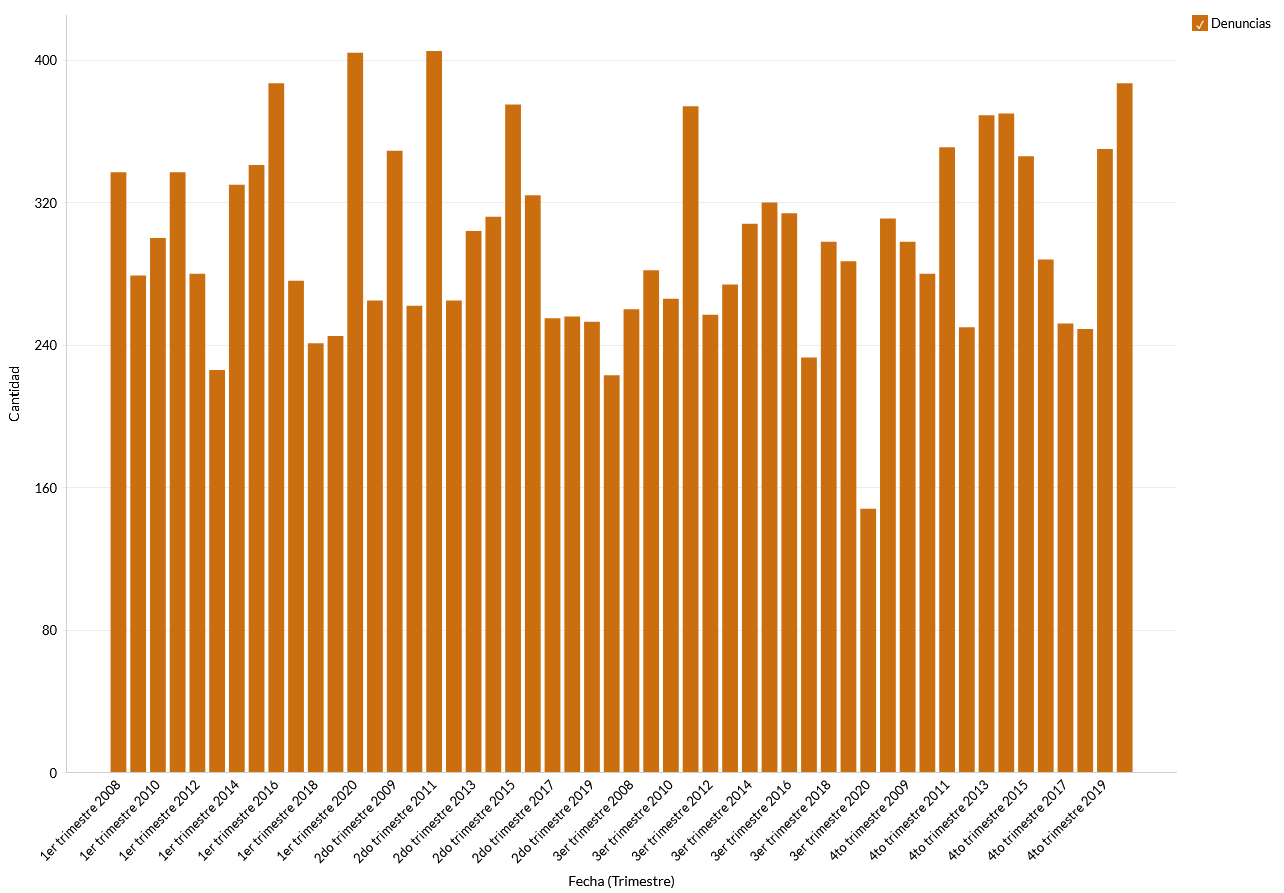 Denuncias
400
320
240
160
80
0
Cantidad
1er trimestre 2008
1er trimestre 2010
1er trimestre 2012
1er trimestre 2014
1er trimestre 2016
1er trimestre 2018
1er trimestre 2020
2do trimestre 2009
2do trimestre 2011
2do trimestre 2013
2do trimestre 2015
2do trimestre 2017
2do trimestre 2019
3er trimestre 2008
3er trimestre 2010
3er trimestre 2012
3er trimestre 2014
3er trimestre 2016
3er trimestre 2018
3er trimestre 2020
4to trimestre 2009
4to trimestre 2011
4to trimestre 2013
4to trimestre 2015
4to trimestre 2017
4to trimestre 2019
Fecha (Trimestre)